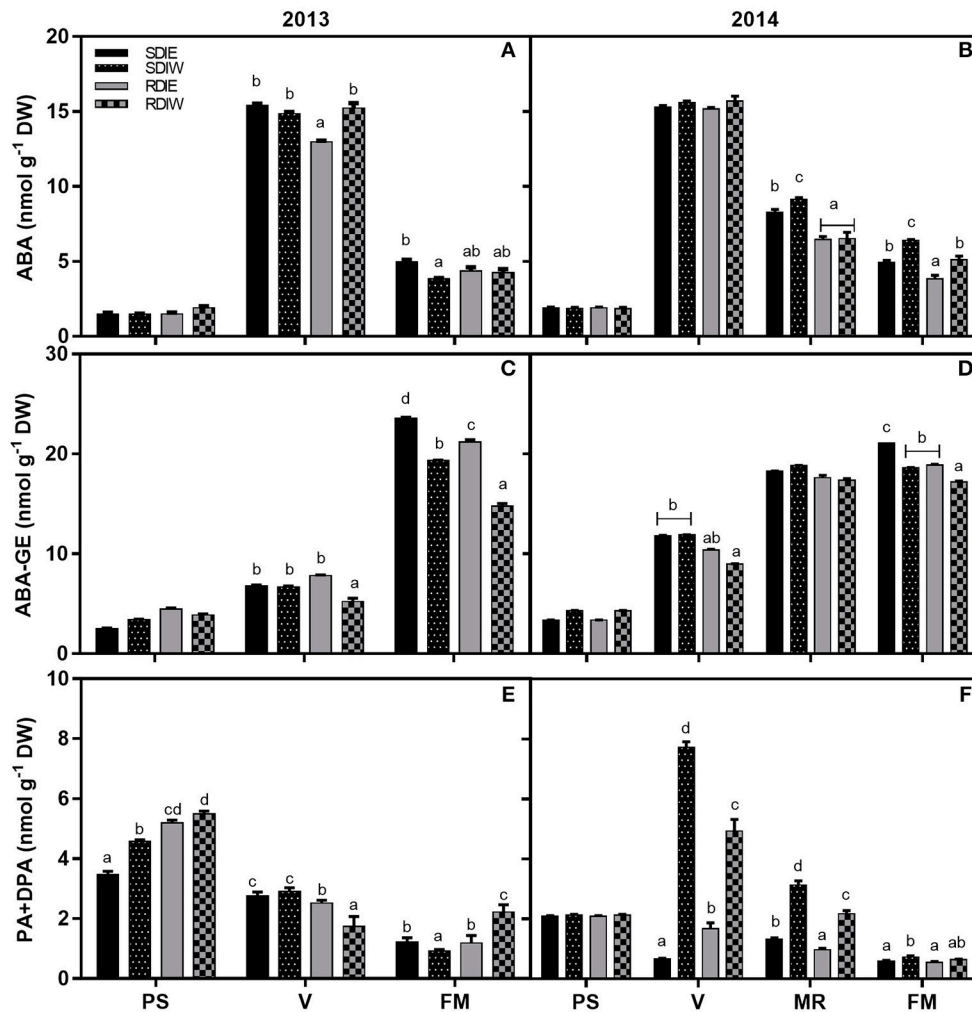 2013
2014
20
15
10
5
0
ABA (nmol g⁻¹ DW)
SDIE
SDIW
RDIE
RDIW
A
b
b
a
b
b
a
ab
ab
B
b
c
a
b
c
a
b
30
20
10
0
ABA-GE (nmol g⁻¹ DW)
C
b
b
b
a
d
b
c
a
D
b
ab
a
c
b
a
10
8
6
4
2
0
PA+DPA (nmol g⁻¹ DW)
E
a
b
cd
d
c
c
b
a
b
a
b
c
F
a
d
b
c
b
d
a
c
a
b
a
ab
PS
V
FM
PS
V
MR
FM